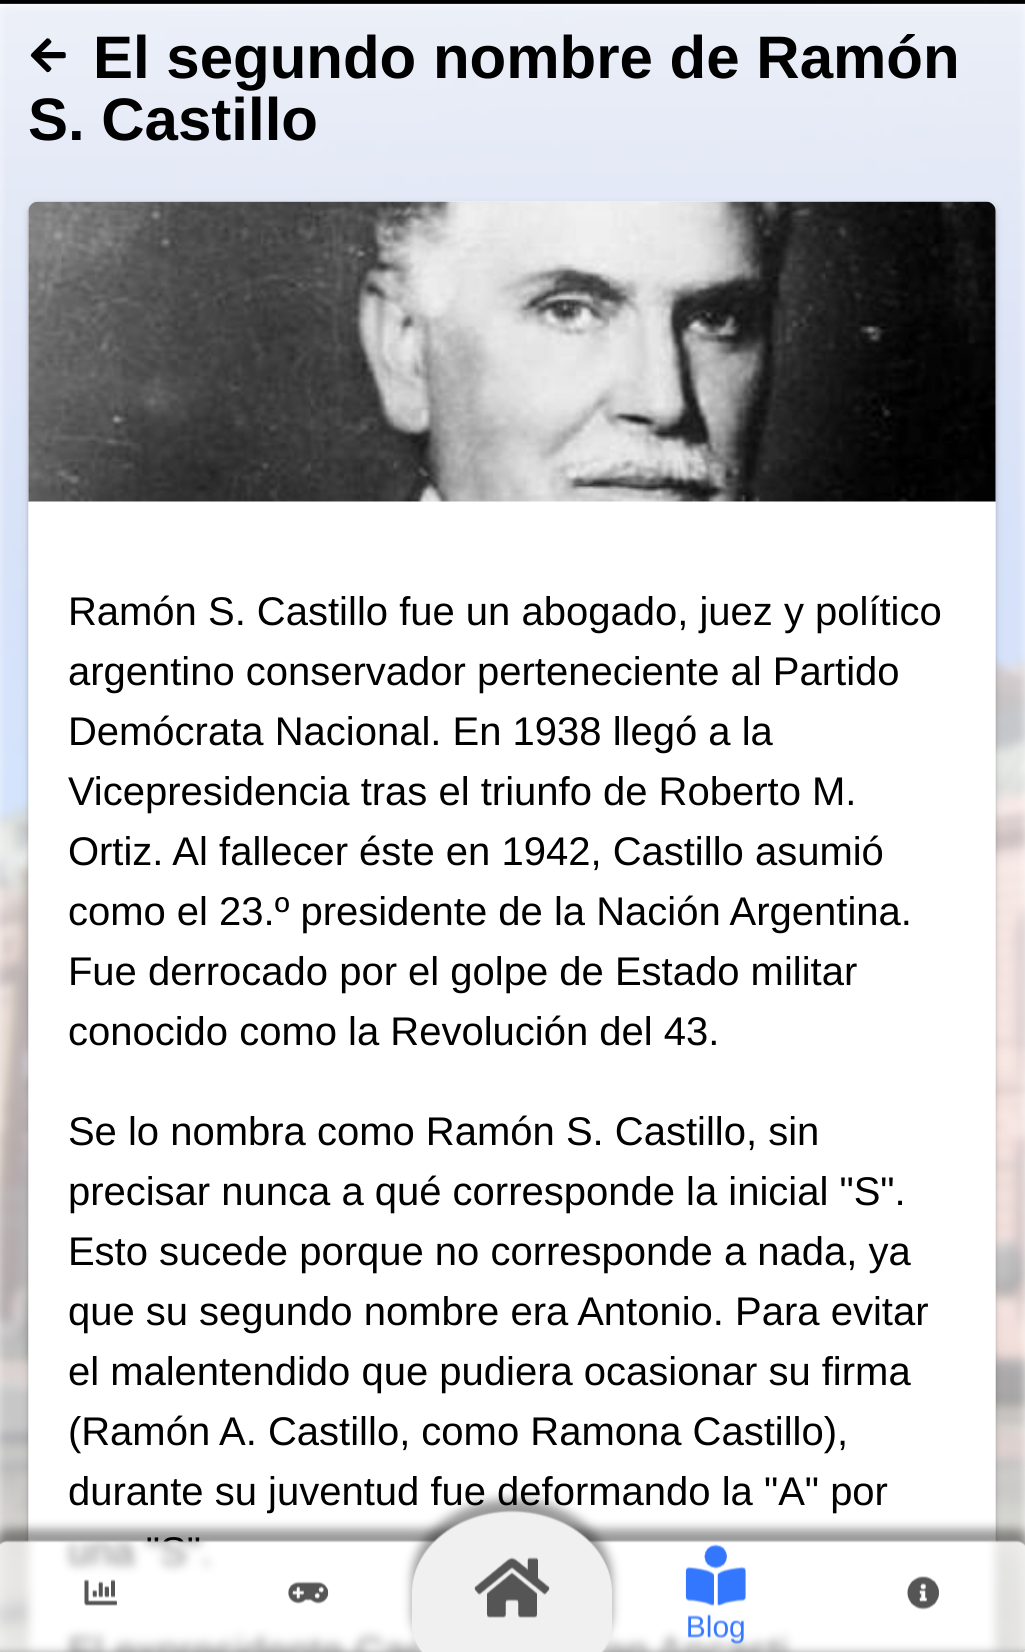 El segundo nombre de Ramón
S. Castillo
Ramón S. Castillo fue un abogado, juez y político
argentino conservador perteneciente al Partido
Demócrata Nacional. En 1938 llegó a la
Vicepresidencia tras el triunfo de Roberto M.
Ortiz. Al fallecer éste en 1942, Castillo asumió
como el 23.º presidente de la Nación Argentina.
Fue derrocado por el golpe de Estado militar
conocido como la Revolución del 43.
Se lo nombra como Ramón S. Castillo, sin
precisar nunca a qué corresponde la inicial "S".
Esto sucede porque no corresponde a nada, ya
que su segundo nombre era Antonio. Para evitar
el malentendido que pudiera ocasionar su firma
(Ramón A. Castillo, como Ramona Castillo),
durante su juventud fue deformando la "A" por
una "S".
El expresidente
Blog